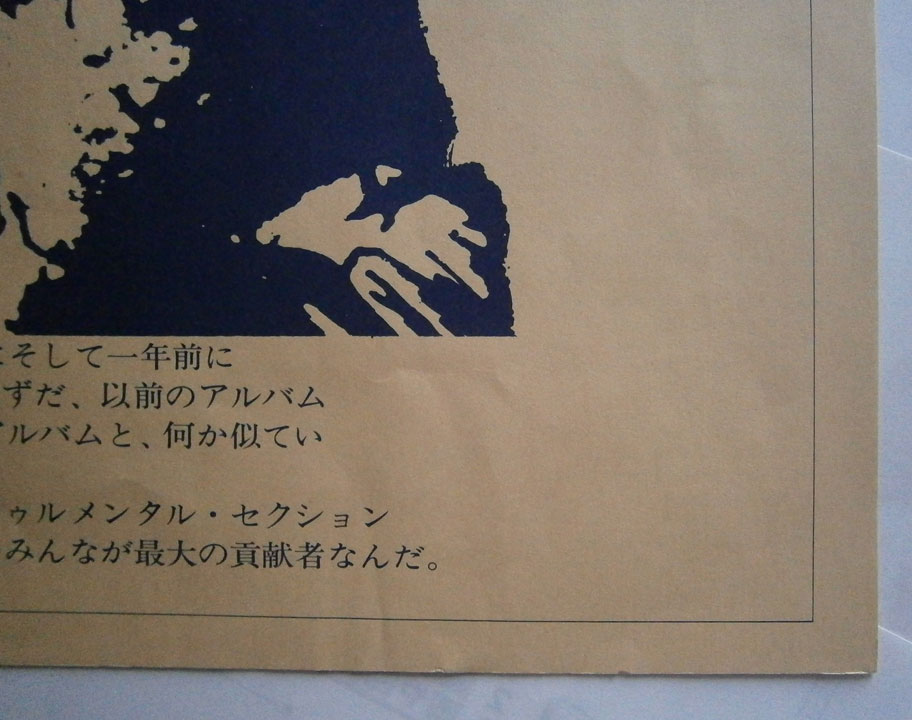 そして一年前に
ずだ、以前のアルバム
ルバムと、何か似てい
ゥルメンタル・セクション
みんなが最大の貢献者なんだ。